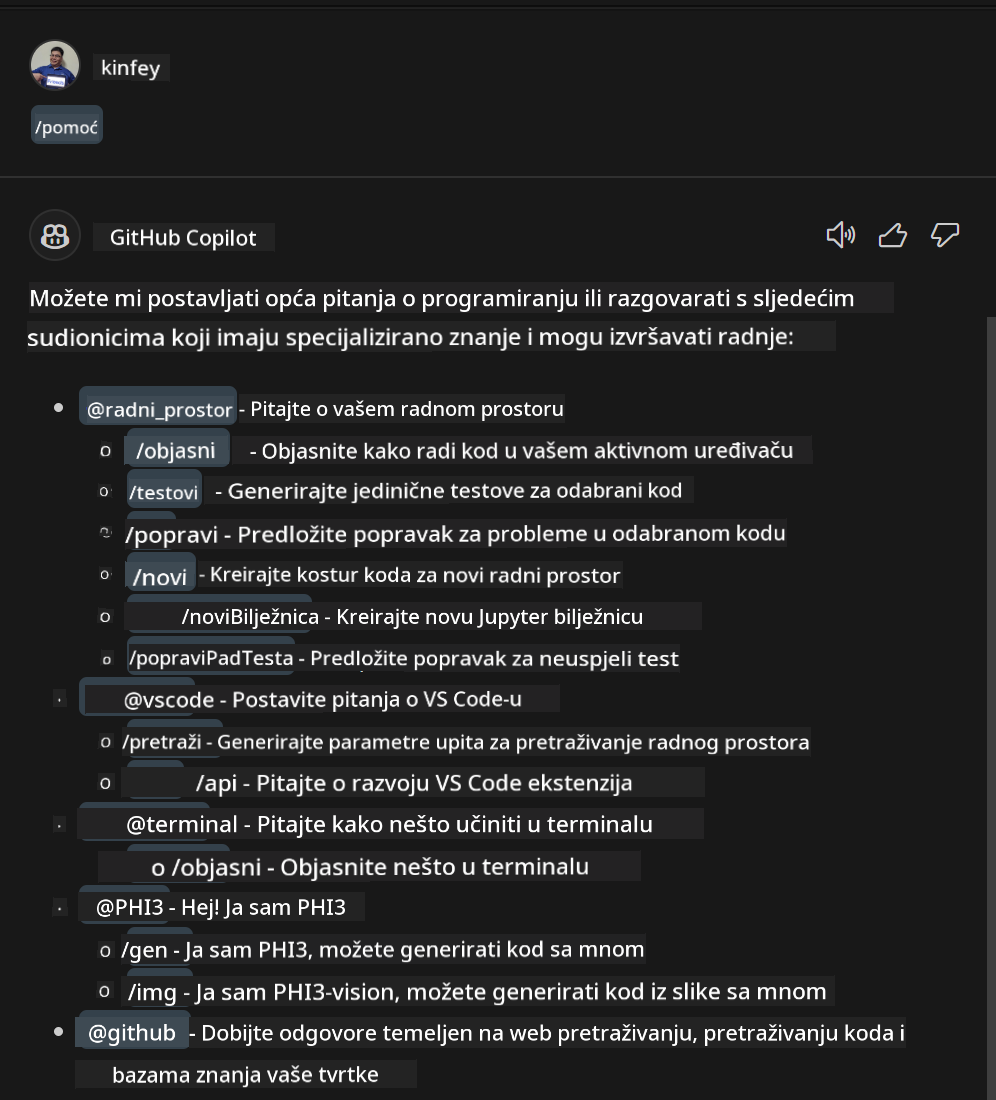 kinfey
/pomoć
GitHub Copilot
Možete mi postavljati opća pitanja o programiranju ili razgovarati s sljedećim
sudionicima koji imaju specijalizirano znanje i mogu izvršavati radnje:
@radni_prostor - Pitajte o vašem radnom prostoru
/objasni - Objasnite kako radi kod u vašem aktivnom uređivaču
/testovi - Generirajte jedinične testove za odabrani kod
/popravi - Predložite popravak za probleme u odabranom kodu
/novi - Kreirajte kostur koda za novi radni prostor
/noviBilježnica - Kreirajte novu Jupyter bilježnicu
/popraviPadTesta - Predložite popravak za neuspjeli test
@vscode - Postavite pitanja o VS Code-u
/pretraži - Generirajte parametre upita za pretraživanje radnog prostora
/api - Pitajte o razvoju VS Code ekstenzija
@terminal - Pitajte kako nešto učiniti u terminalu
o /objasni - Objasnite nešto u terminalu
@PHI3 - Hej! Ja sam PHI3
/gen - Ja sam PHI3, možete generirati kod sa mnom
/img - Ja sam PHI3-vision, možete generirati kod iz slike sa mnom
@github - Dobijte odgovore temeljen na web pretraživanju, pretraživanju koda i
bazama znanja vaše tvrtke